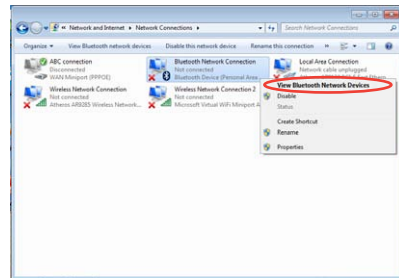 Network and Internet ▸ Network Connections ▸
Search Network Connections
Organize ▾ View Bluetooth network devices Disable this network device Rename this connection »
ABC connection
Disconnected
WAN Miniport (PPPOE)
Bluetooth Network Connection
Not connected
Bluetooth Device (Personal Area...
Local Area Connection
Network cable unplugged
Wireless Network Connection
Not connected
Atheros AR9285 Wireless Network...
Wireless Network Connection 2
Not connected
Microsoft Virtual WiFi Miniport A
View Bluetooth Network Devices
Disable
Status
Create Shortcut
Rename
Properties